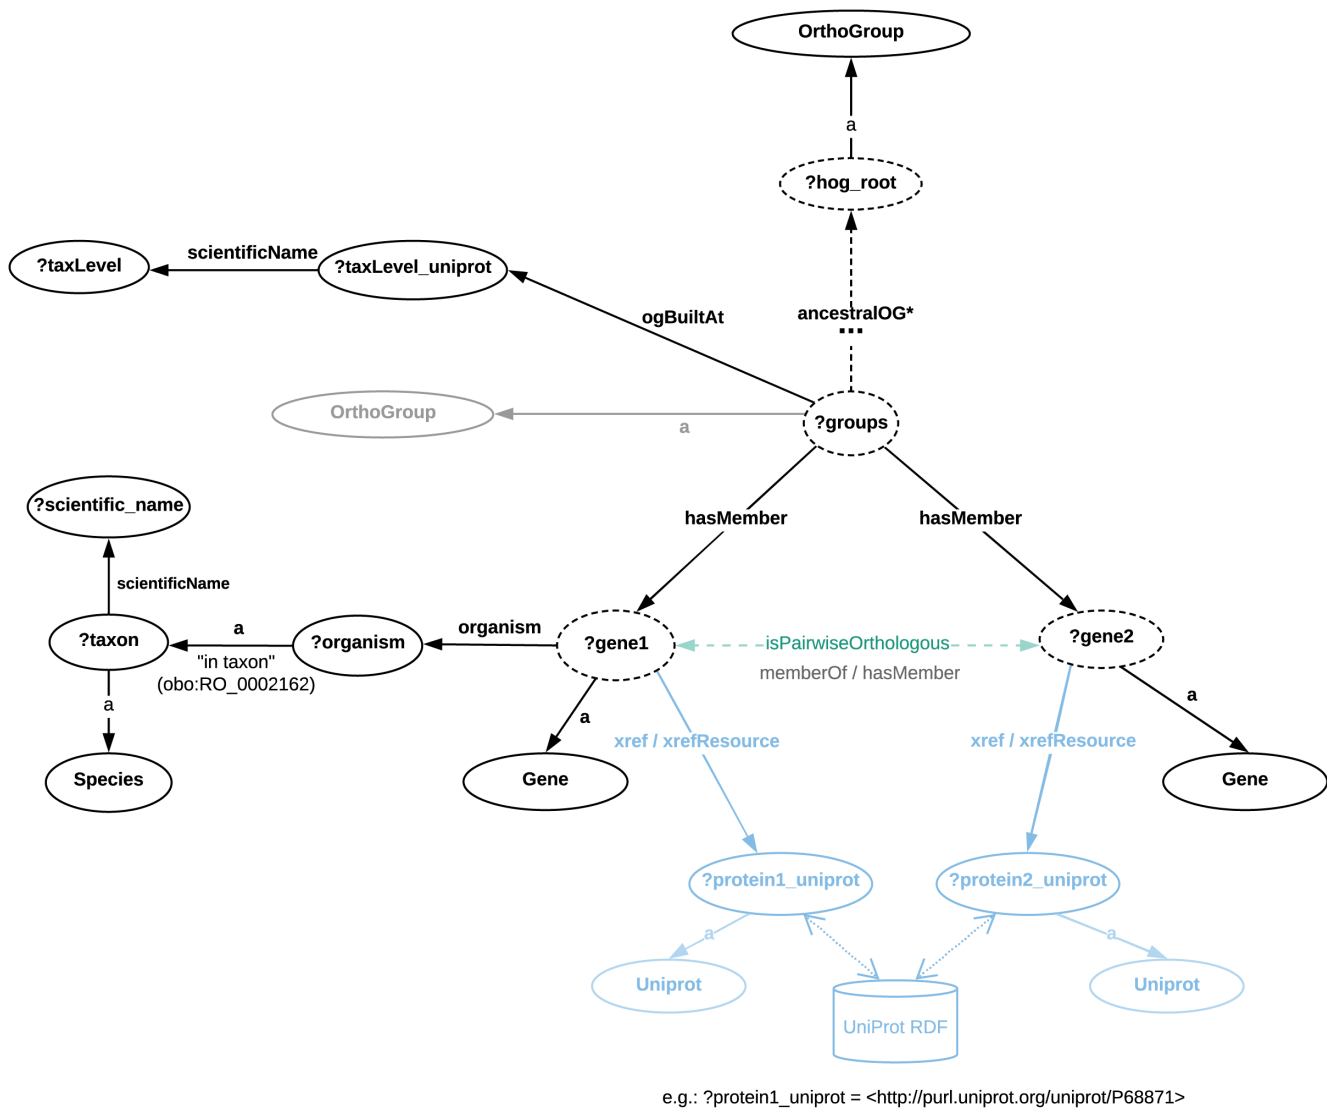 OrthoGroup
a
?hog_root
scientificName
?taxLevel
?taxLevel_uniprot
ogBuiltAt
ancestralOG*
OrthoGroup
a
?groups
?scientific_name
hasMember
hasMember
scientificName
?taxon
a
"in taxon"
(obo:RO_0002162)
?organism
organism
?gene1
isPairwiseOrthologous
memberOf / hasMember
?gene2
a
a
a
xref / xrefResource
xref / xrefResource
Species
Gene
Gene
?protein1_uniprot
?protein2_uniprot
a
a
Uniprot
Uniprot
UniProt RDF
e.g.: ?protein1_uniprot = <http://purl.uniprot.org/uniprot/P68871>